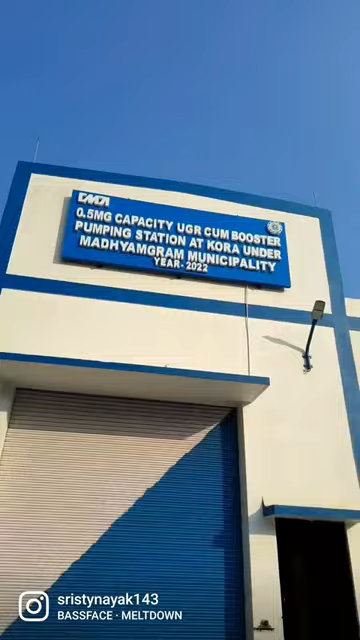 KMDA
0.5MG CAPACITY UGR CUM BOOSTER
PUMPING STATION AT KORA UNDER
MADHYAMGRAM MUNICIPALITY
YEAR- 2022
sristynayak143
BASSFACE · MELTDOWN